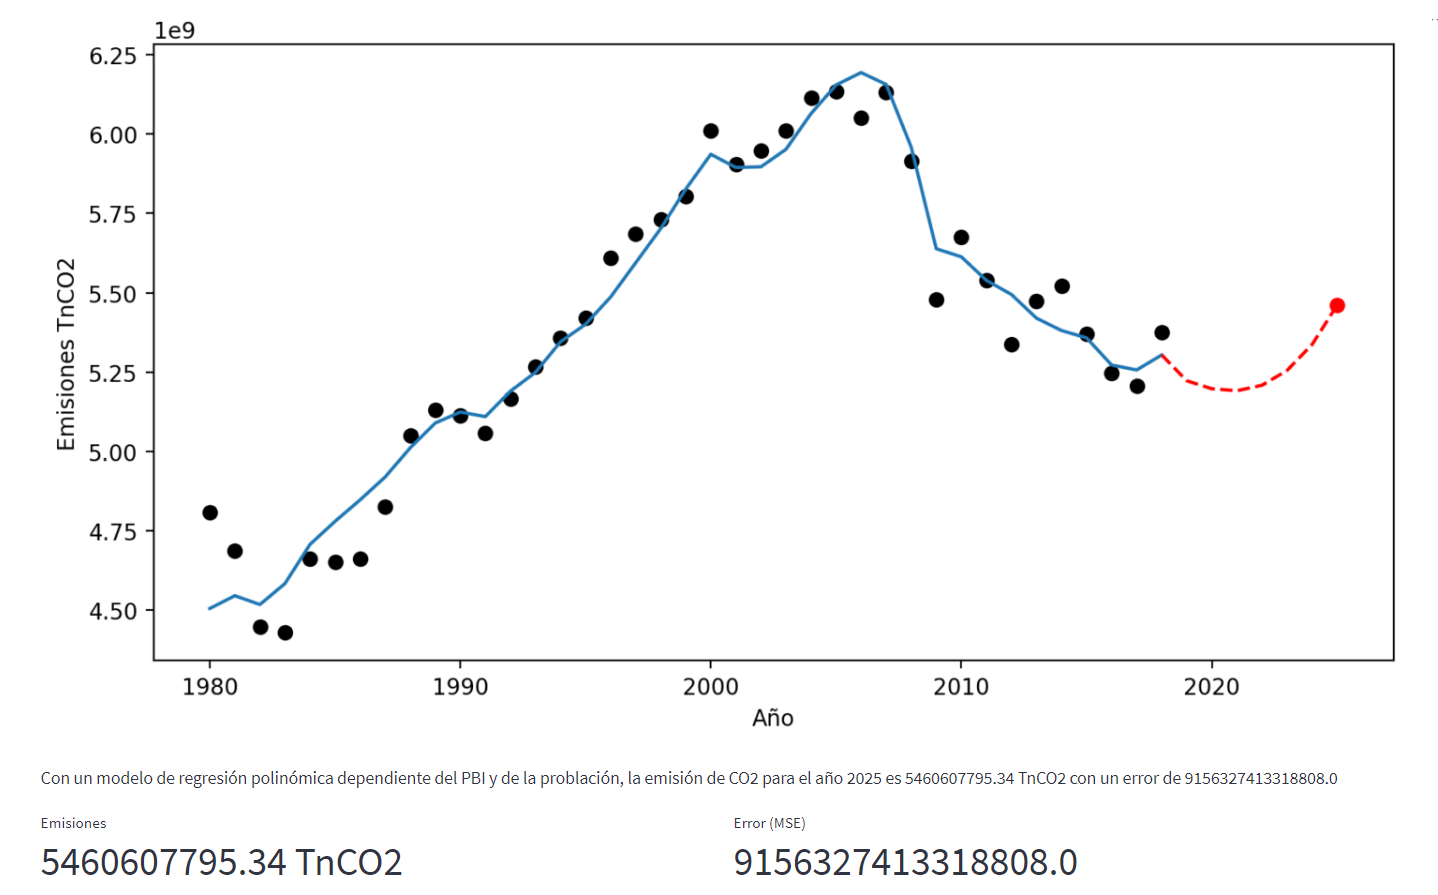 1e9
6.25
6.00
5.75
5.50
5.25
5.00
4.75
4.50
Emisiones TnCO2
1980 1990 2000 2010 2020
Año
Con un modelo de regresión polinómica dependiente del PBI y de la problación, la emisión de CO2 para el año 2025 es 5460607795.34 TnCO2 con un error de 9156327413318808.0
Emisiones
5460607795.34 TnCO2
Error (MSE)
9156327413318808.0